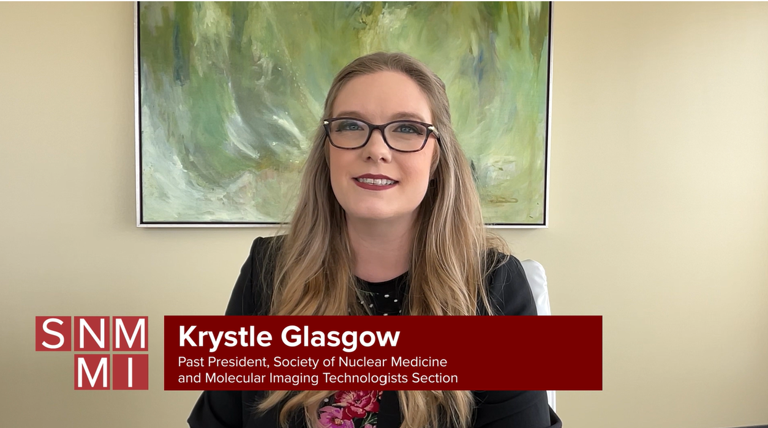 SNM
MI
Krystle Glasgow
Past President, Society of Nuclear Medicine
and Molecular Imaging Technologists Section